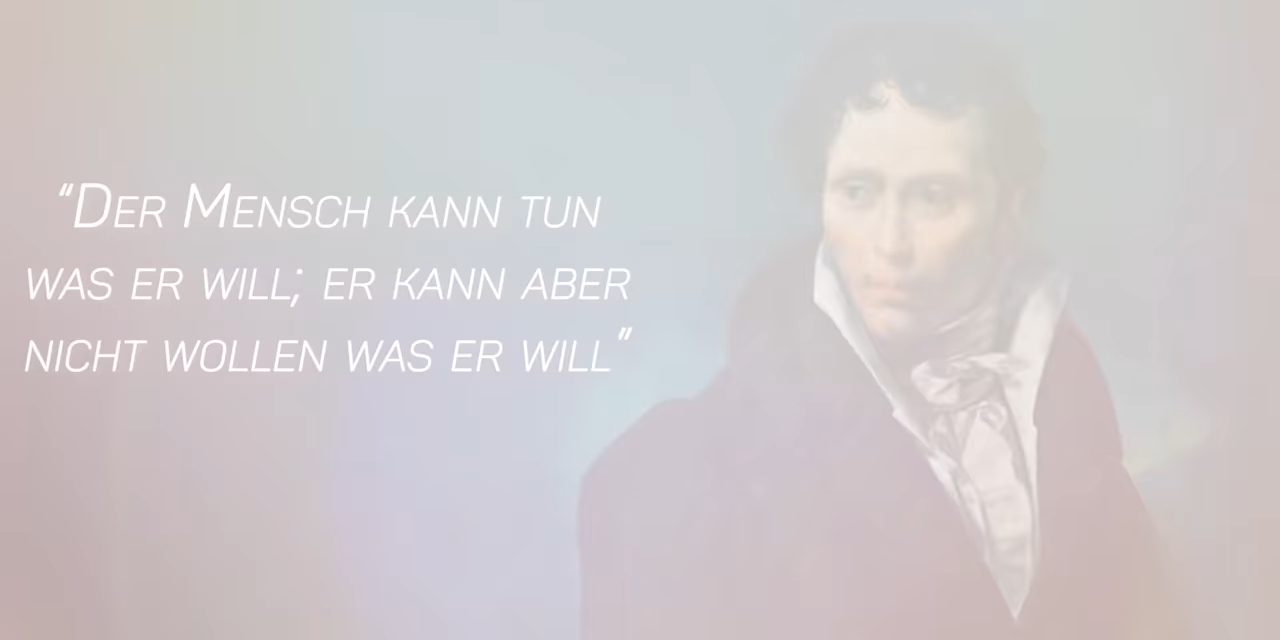 “Der Mensch kann tun
was er will; er kann aber
nicht wollen was er will”